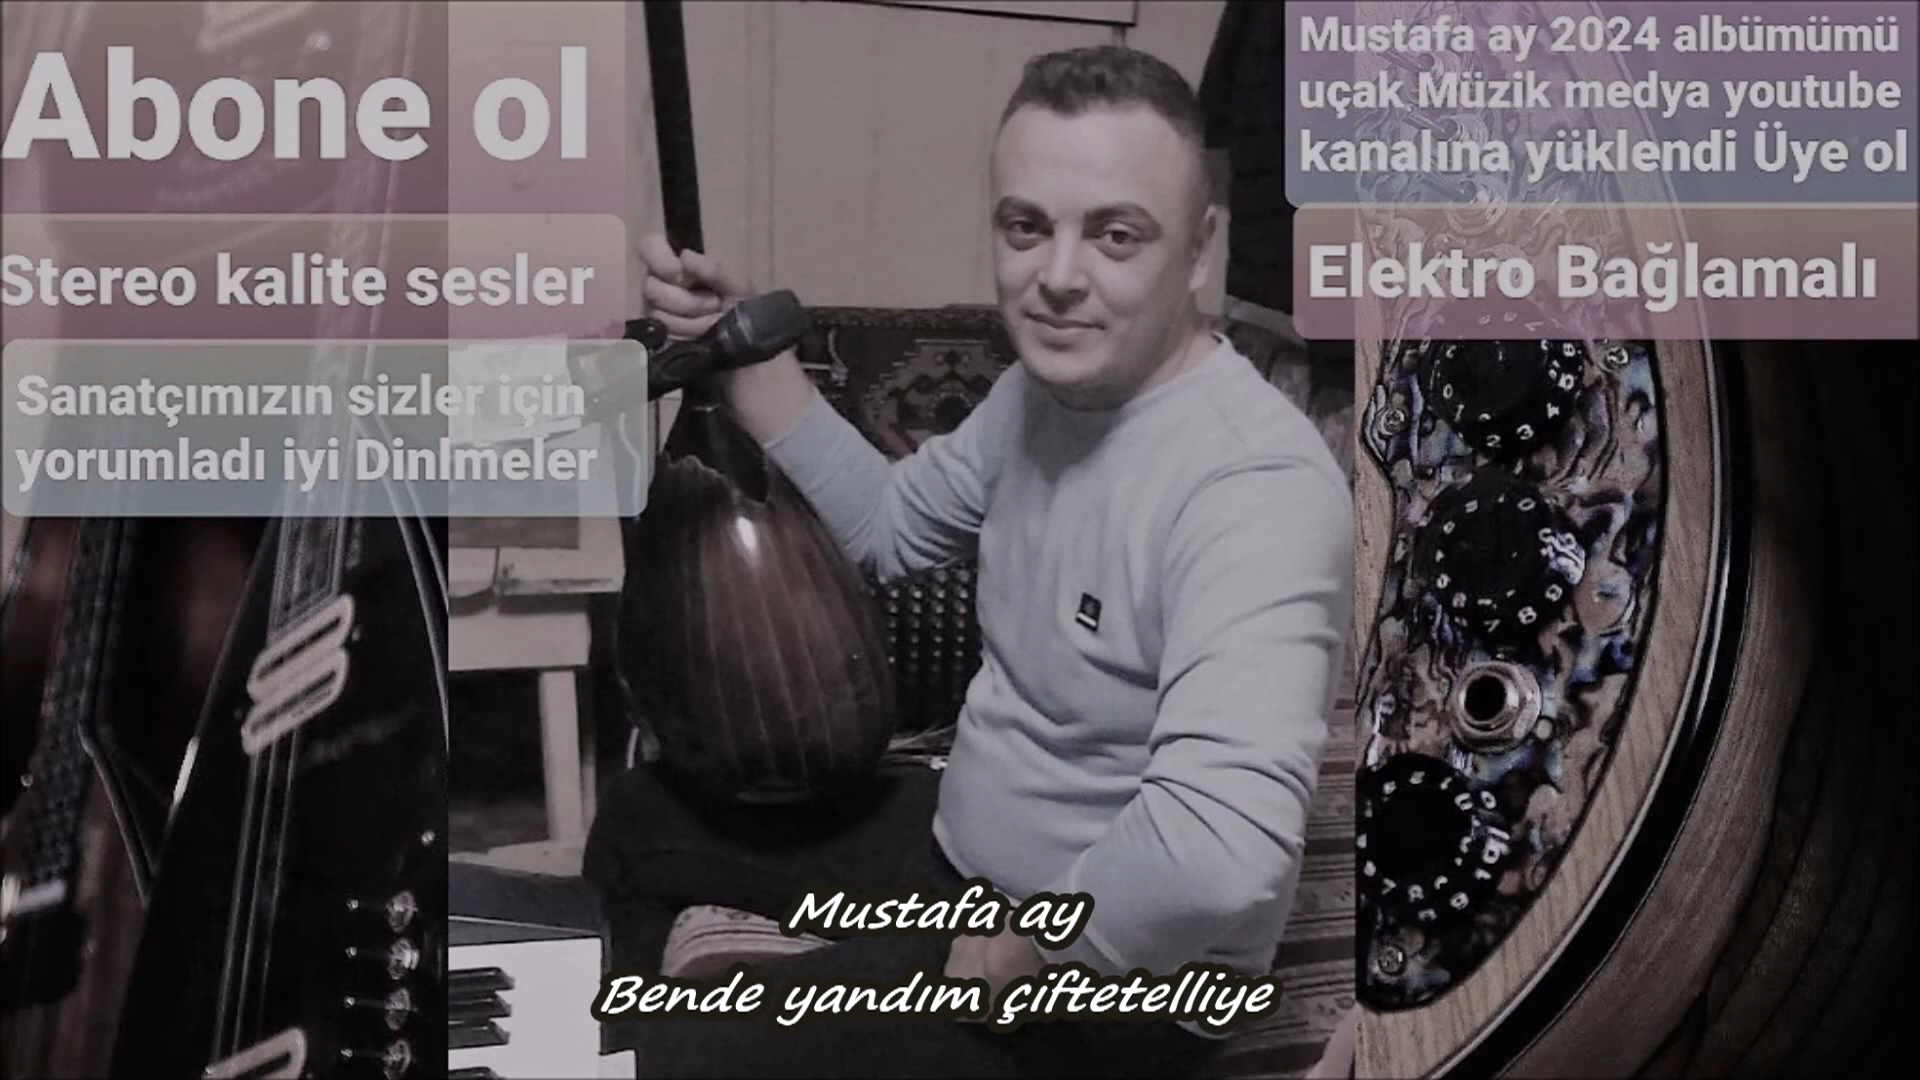 Abone ol
Stereo kalite sesler
Sanatçımızın sizler için
yorumladı iyi Dinlmeler
Mustafa ay 2024 albümümü
uçak Müzik medya youtube
kanalına yüklendi Üye ol
Elektro Bağlamalı
Mustafa ay
Bende yandım çiftetelliye